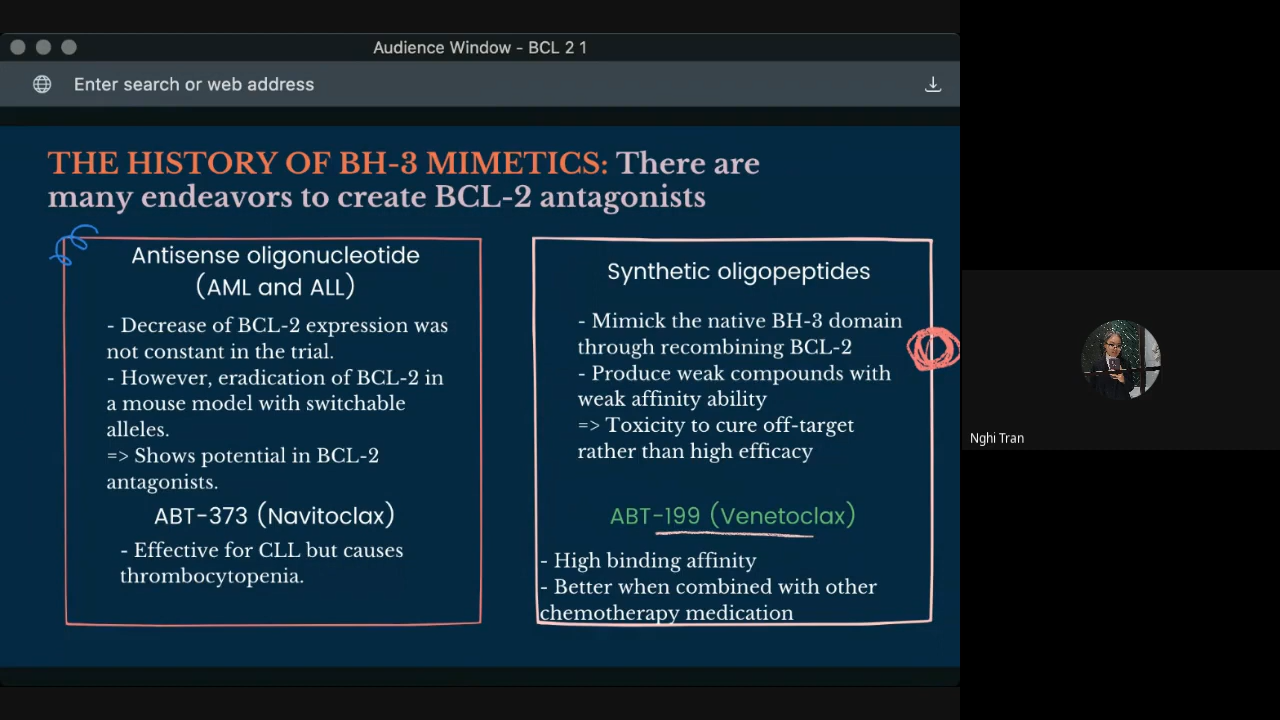 Audience Window - BCL 2 1
Enter search or web address
THE HISTORY OF BH-3 MIMETICS: There are
many endeavors to create BCL-2 antagonists
Antisense oligonucleotide
(AML and ALL)
- Decrease of BCL-2 expression was
not constant in the trial.
- However, eradication of BCL-2 in
a mouse model with switchable
alleles.
=> Shows potential in BCL-2
antagonists.
ABT-373 (Navitoclax)
- Effective for CLL but causes
thrombocytopenia.
Synthetic oligopeptides
- Mimick the native BH-3 domain
through recombining BCL-2
- Produce weak compounds with
weak affinity ability
=> Toxicity to cure off-target
rather than high efficacy
ABT-199 (Venetoclax)
- High binding affinity
- Better when combined with other
chemotherapy medication
Nghi Tran